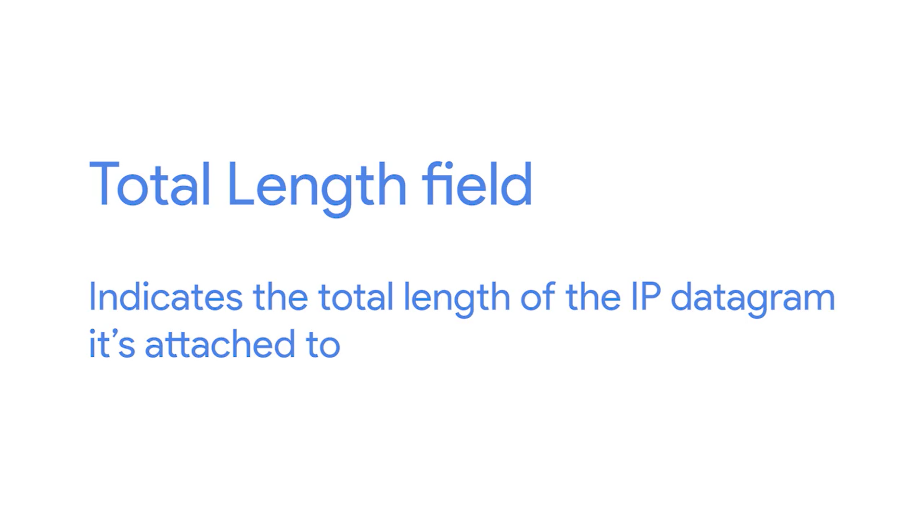 Total Length field
Indicates the total length of the IP datagram
it’s attached to